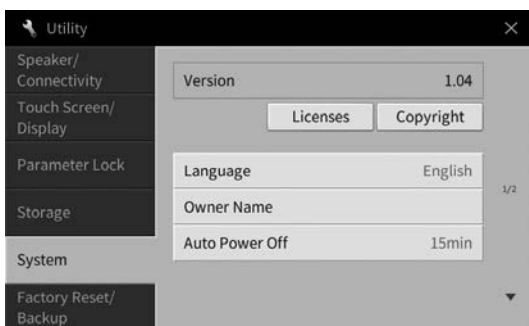 Utility
Speaker/
Connectivity
Touch Screen/
Display
Parameter Lock
Storage
System
Factory Reset/
Backup
Version 1.04
Licenses Copyright
Language English
Owner Name
Auto Power Off 15min
1/2